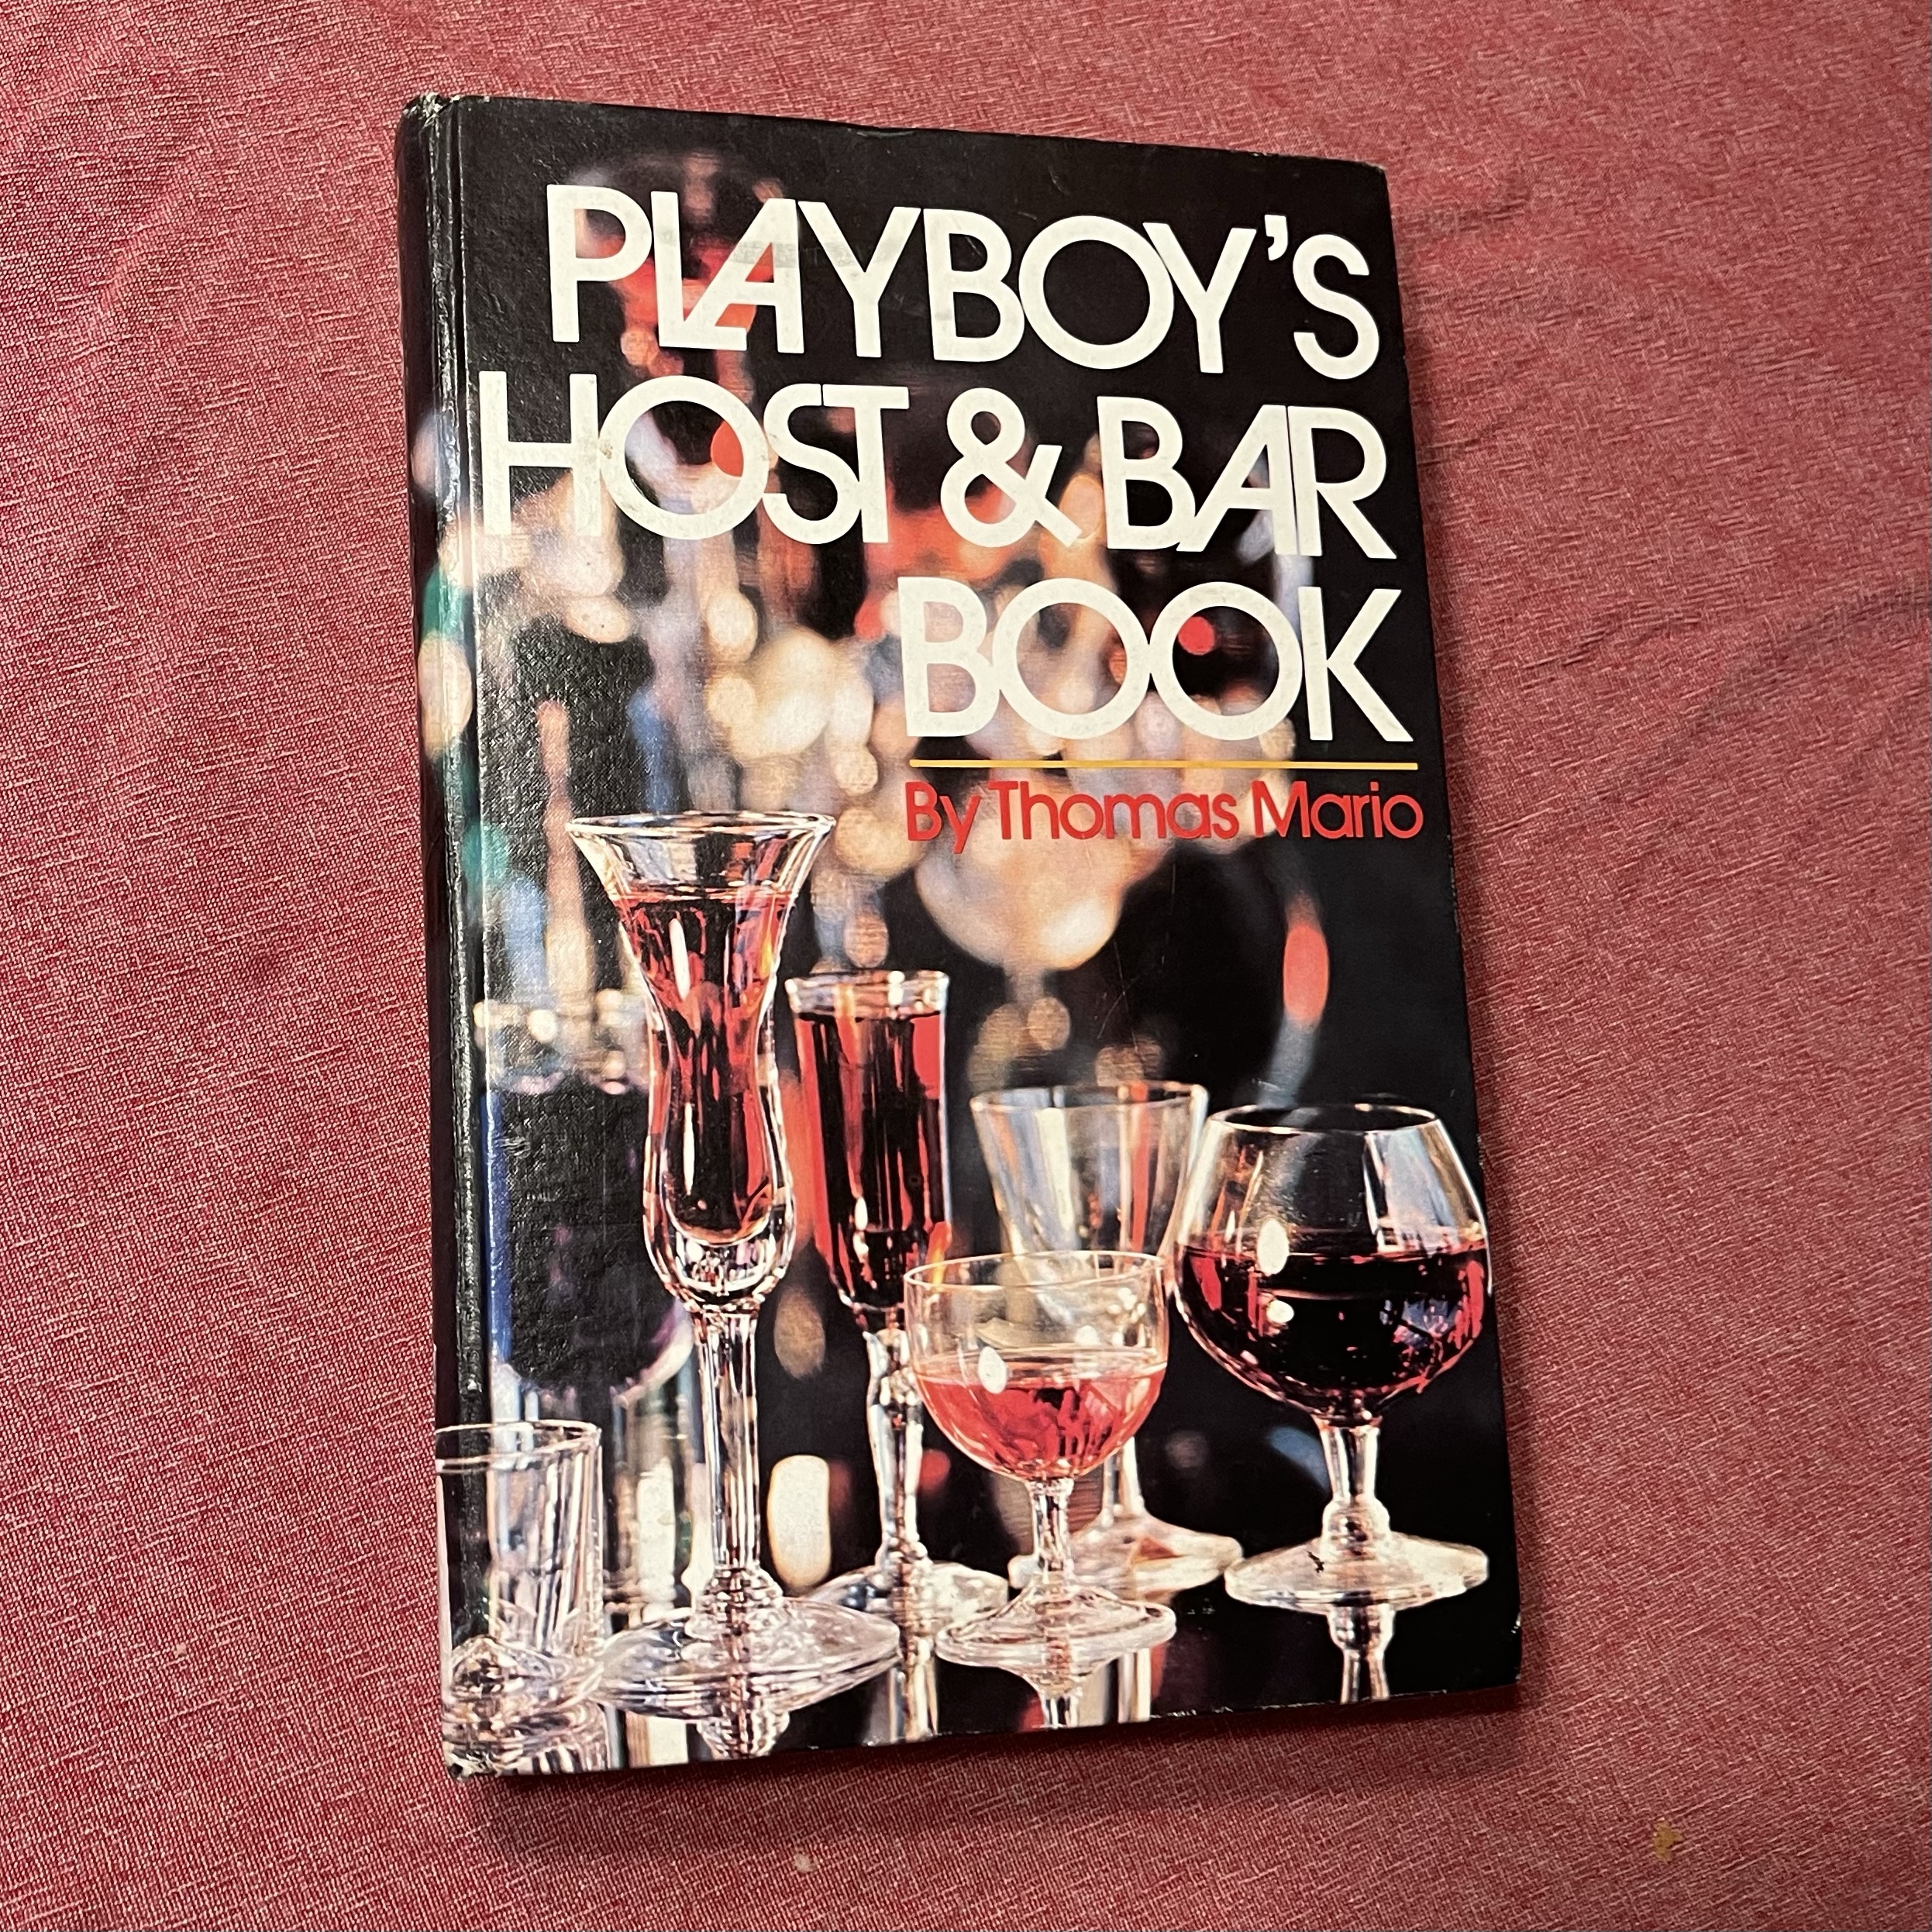 PLAYBOY'S
HOST & BAR
BOOK
By Thomas Mario